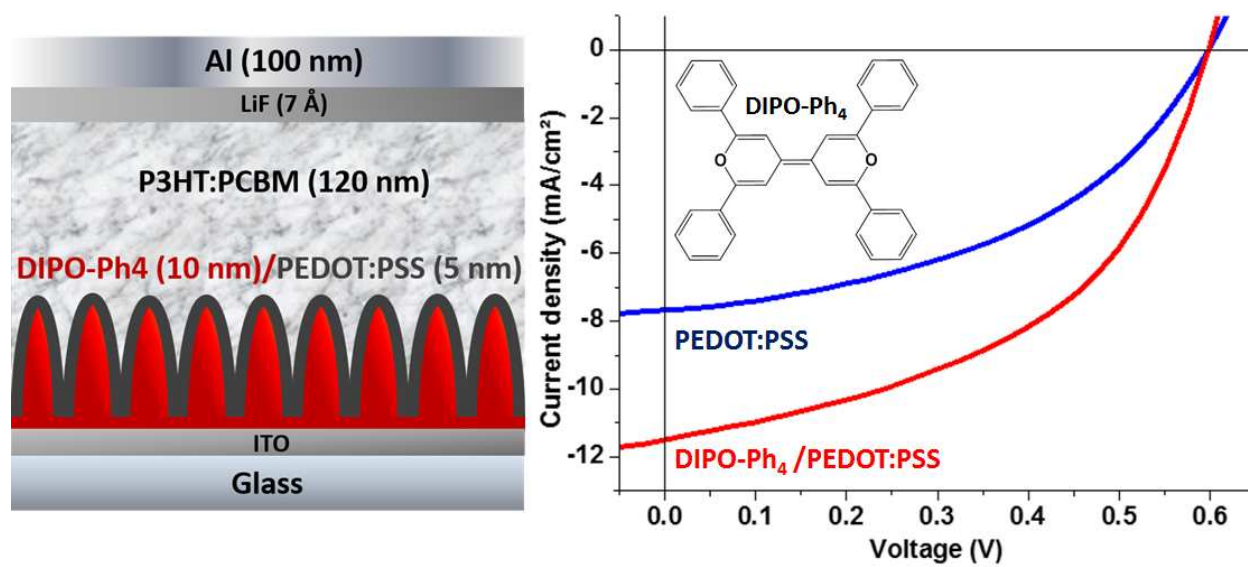 Al (100 nm)
LiF (7 Å)
P3HT:PCBM (120 nm)
DIPO-Ph4 (10 nm)/PEDOT:PSS (5 nm)
ITO
Glass
Current density (mA/cm²)
0
-2
-4
-6
-8
-10
-12
DIPO-Ph₄
O
O
PEDOT:PSS
DIPO-Ph₄ /PEDOT:PSS
0.0 0.1 0.2 0.3 0.4 0.5 0.6
Voltage (V)